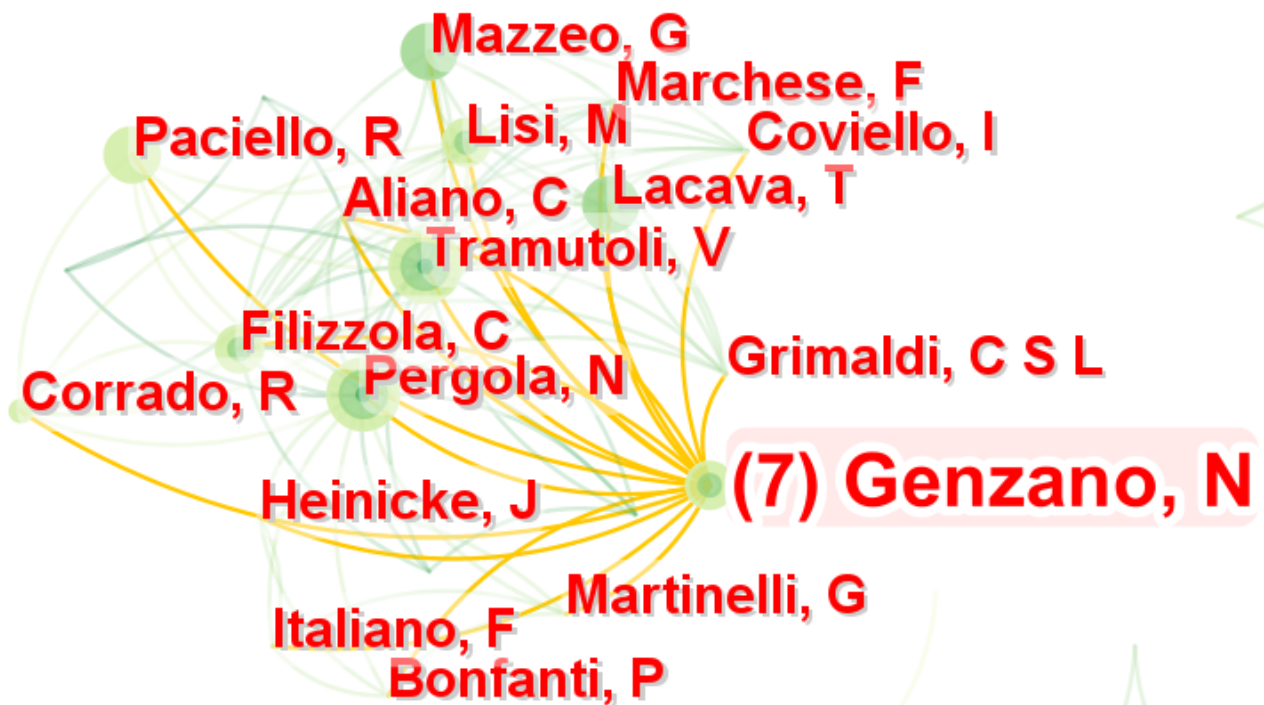 Mazzeo, G
Marchese, F
Lisi, M
Coviello, I
Paciello, R
Lacava, T
Aliano, C
Tramutoli, V
Filizzola, C
Grimaldi, C S L
Pergola, N
Corrado, R
(7) Genzano, N
Heinicke, J
Martinelli, G
Italiano, F
Bonfanti, P